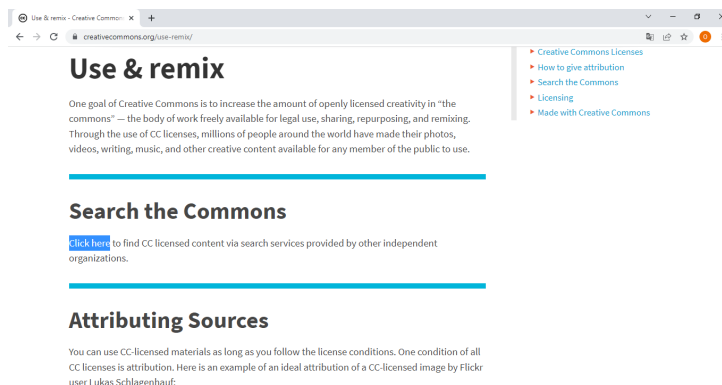 Use & remix - Creative Common
creativecommons.org/use-remix/
O
Use & remix
One goal of Creative Commons is to increase the amount of openly licensed creativity in “the
commons” — the body of work freely available for legal use, sharing, repurposing, and remixing.
Through the use of CC licenses, millions of people around the world have made their photos,
videos, writing, music, and other creative content available for any member of the public to use.
Search the Commons
Click here to find CC licensed content via search services provided by other independent
organizations.
Attributing Sources
You can use CC-licensed materials as long as you follow the license conditions. One condition of all
CC licenses is attribution. Here is an example of an ideal attribution of a CC-licensed image by Flickr
user Lukas Schlagenhauf:
Creative Commons Licenses
How to give attribution
Search the Commons
Licensing
Made with Creative Commons